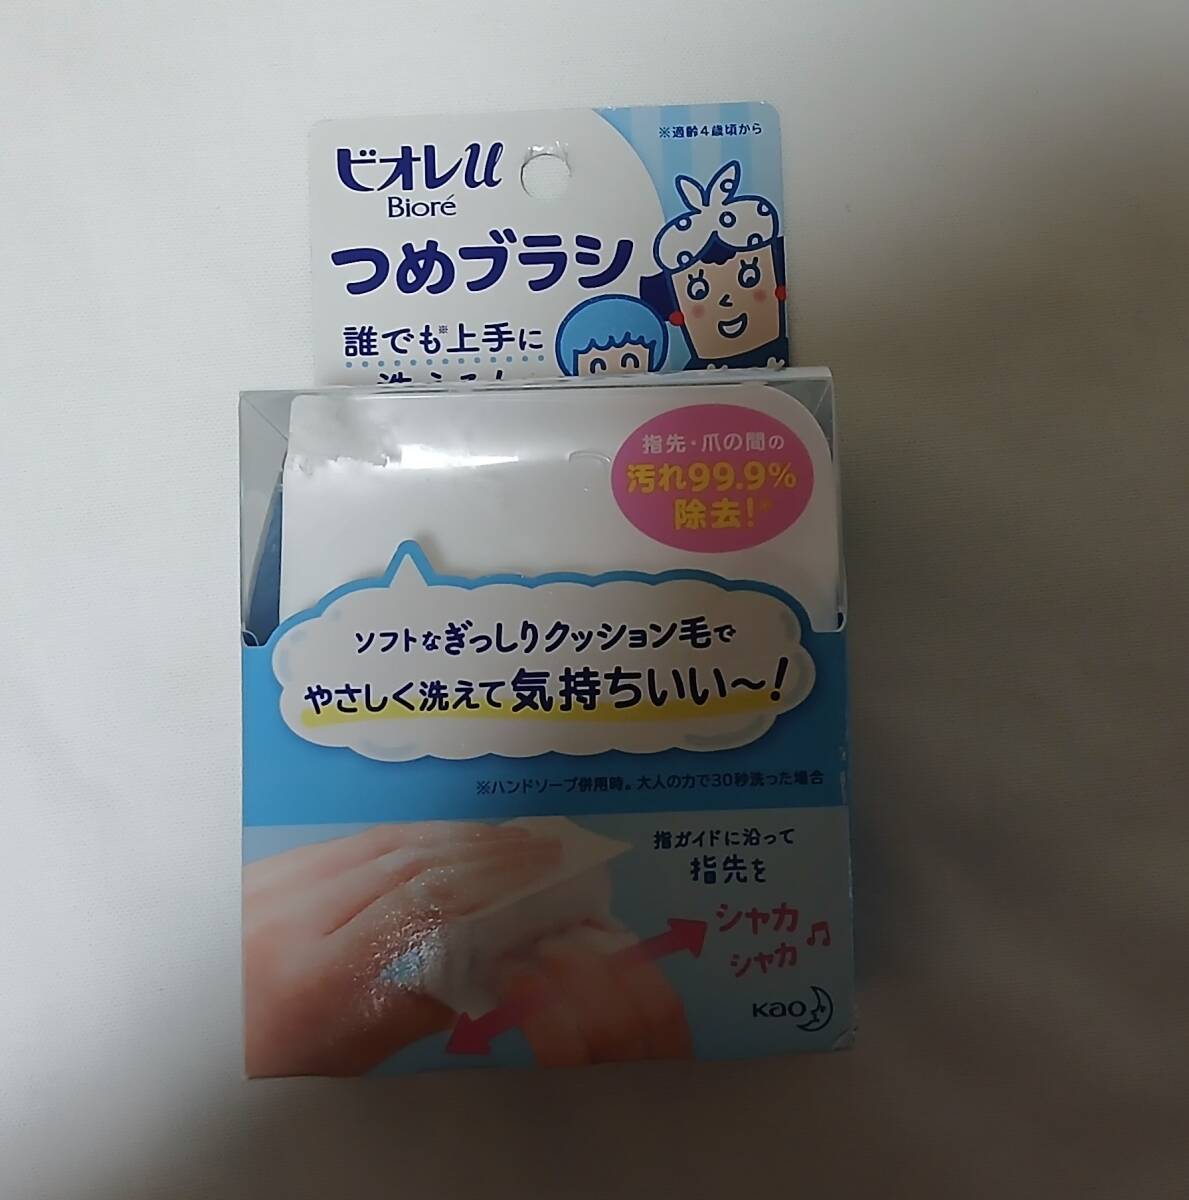 ※適齢4歳頃から
ビオレu
Bioré
つめブラシ
誰でも※上手に
指先・爪の間の
汚れ99.9%
除去!※
ソフトなぎっしりクッション毛で
やさしく洗えて気持ちいい〜!
※ハンドソープ併用時。大人の力で30秒洗った場合
指ガイドに沿って
指先を
シャカ
シャカ♫
Kao